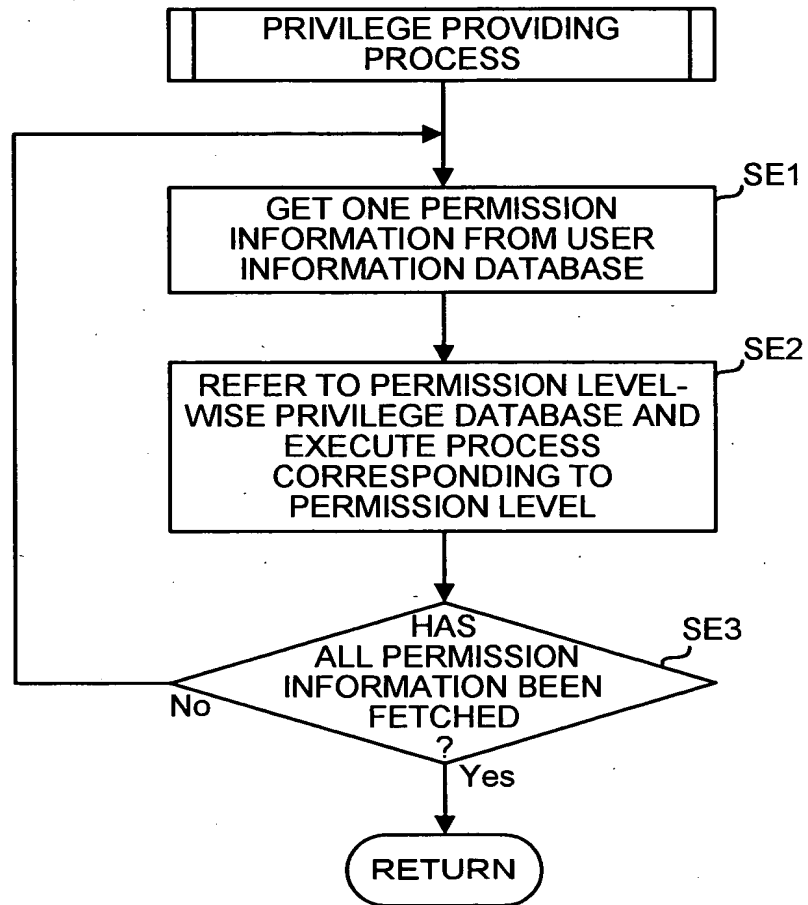 PRIVILEGE PROVIDING
PROCESS
SE1
GET ONE PERMISSION
INFORMATION FROM USER
INFORMATION DATABASE
SE2
REFER TO PERMISSION LEVEL-
WISE PRIVILEGE DATABASE AND
EXECUTE PROCESS
CORRESPONDING TO
PERMISSION LEVEL
SE3
HAS
ALL PERMISSION
INFORMATION BEEN
FETCHED
?
No
Yes
RETURN